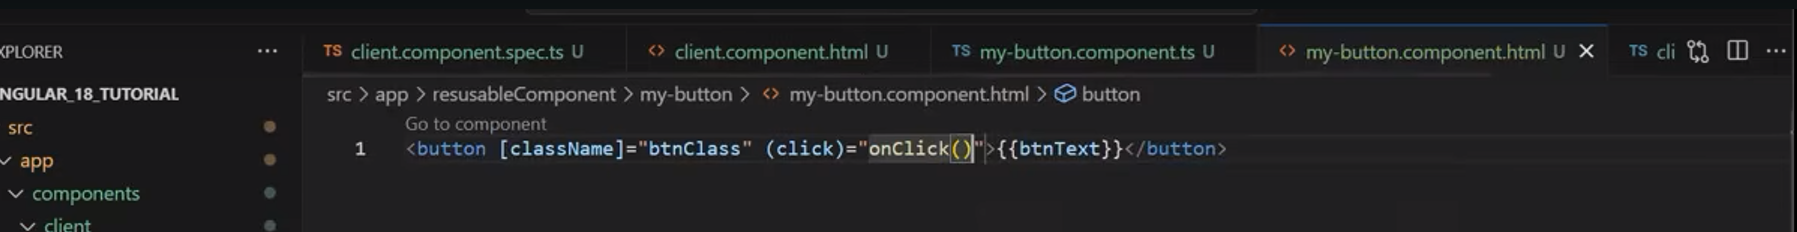 XPLORER ...
TS client.component.spec.ts U <> client.component.html U TS my-button.component.ts U <> my-button.component.html U × TS cli ...
NGULAR_18_TUTORIAL
src > app > resusableComponent > my-button > <> my-button.component.html > button
Go to component
src
1 <button [className]="btnClass" (click)="onClick()">{{btnText}}</button>
app
components
client